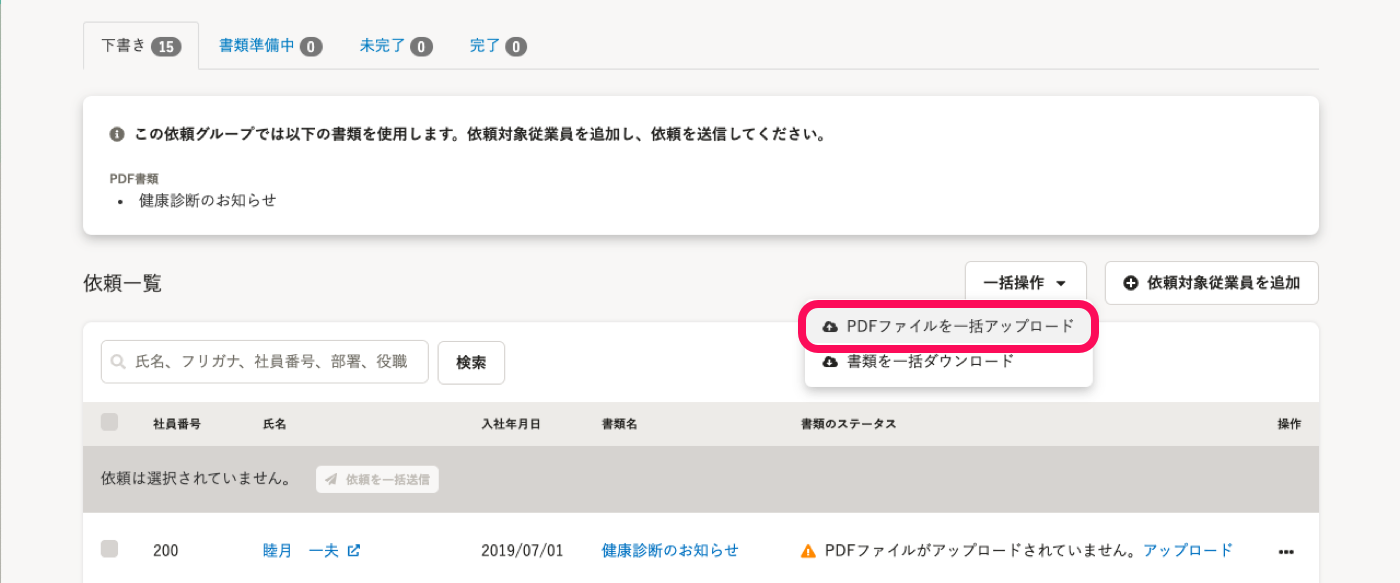 下書き 15 書類準備中 0 未完了 0 完了 0
この依頼グループでは以下の書類を使用します。依頼対象従業員を追加し、依頼を送信してください。
PDF書類
• 健康診断のお知らせ
依頼一覧 一括操作 依頼対象従業員を追加
PDFファイルを一括アップロード
氏名、フリガナ、社員番号、部署、役職 検索 書類を一括ダウンロード
社員番号 氏名 入社年月日 書類名 書類のステータス 操作
依頼は選択されていません。 依頼を一括送信
200 睦月 一夫 2019/07/01 健康診断のお知らせ PDFファイルがアップロードされていません。アップロード